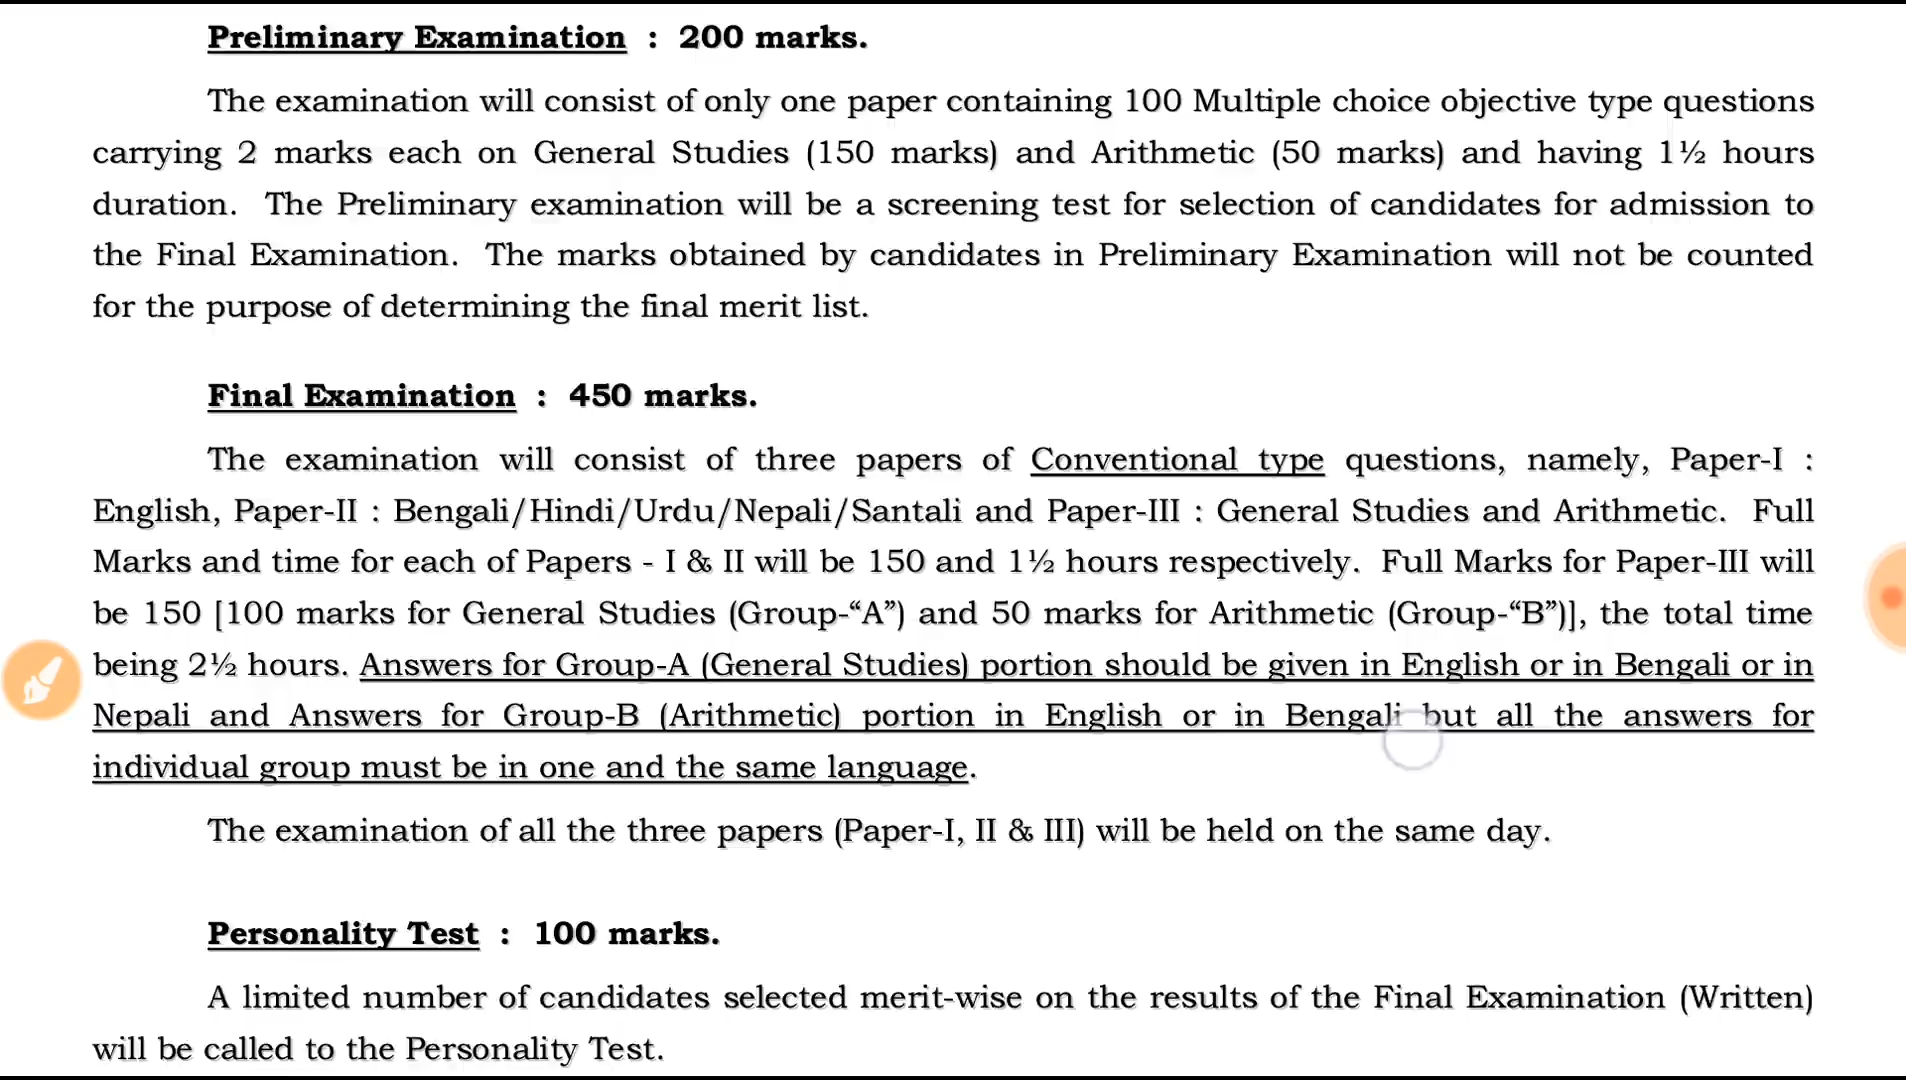 Preliminary Examination : 200 marks.
The examination will consist of only one paper containing 100 Multiple choice objective type questions
carrying 2 marks each on General Studies (150 marks) and Arithmetic (50 marks) and having 1½ hours
duration. The Preliminary examination will be a screening test for selection of candidates for admission to
the Final Examination. The marks obtained by candidates in Preliminary Examination will not be counted
for the purpose of determining the final merit list.
Final Examination : 450 marks.
The examination will consist of three papers of Conventional type questions, namely, Paper-I :
English, Paper-II : Bengali/Hindi/Urdu/Nepali/Santali and Paper-III : General Studies and Arithmetic. Full
Marks and time for each of Papers - I & II will be 150 and 1½ hours respectively. Full Marks for Paper-III will
be 150 [100 marks for General Studies (Group-“A”) and 50 marks for Arithmetic (Group-“B”)], the total time
being 2½ hours. Answers for Group-A (General Studies) portion should be given in English or in Bengali or in
Nepali and Answers for Group-B (Arithmetic) portion in English or in Bengali but all the answers for
individual group must be in one and the same language.
The examination of all the three papers (Paper-I, II & III) will be held on the same day.
Personality Test : 100 marks.
A limited number of candidates selected merit-wise on the results of the Final Examination (Written)
will be called to the Personality Test.